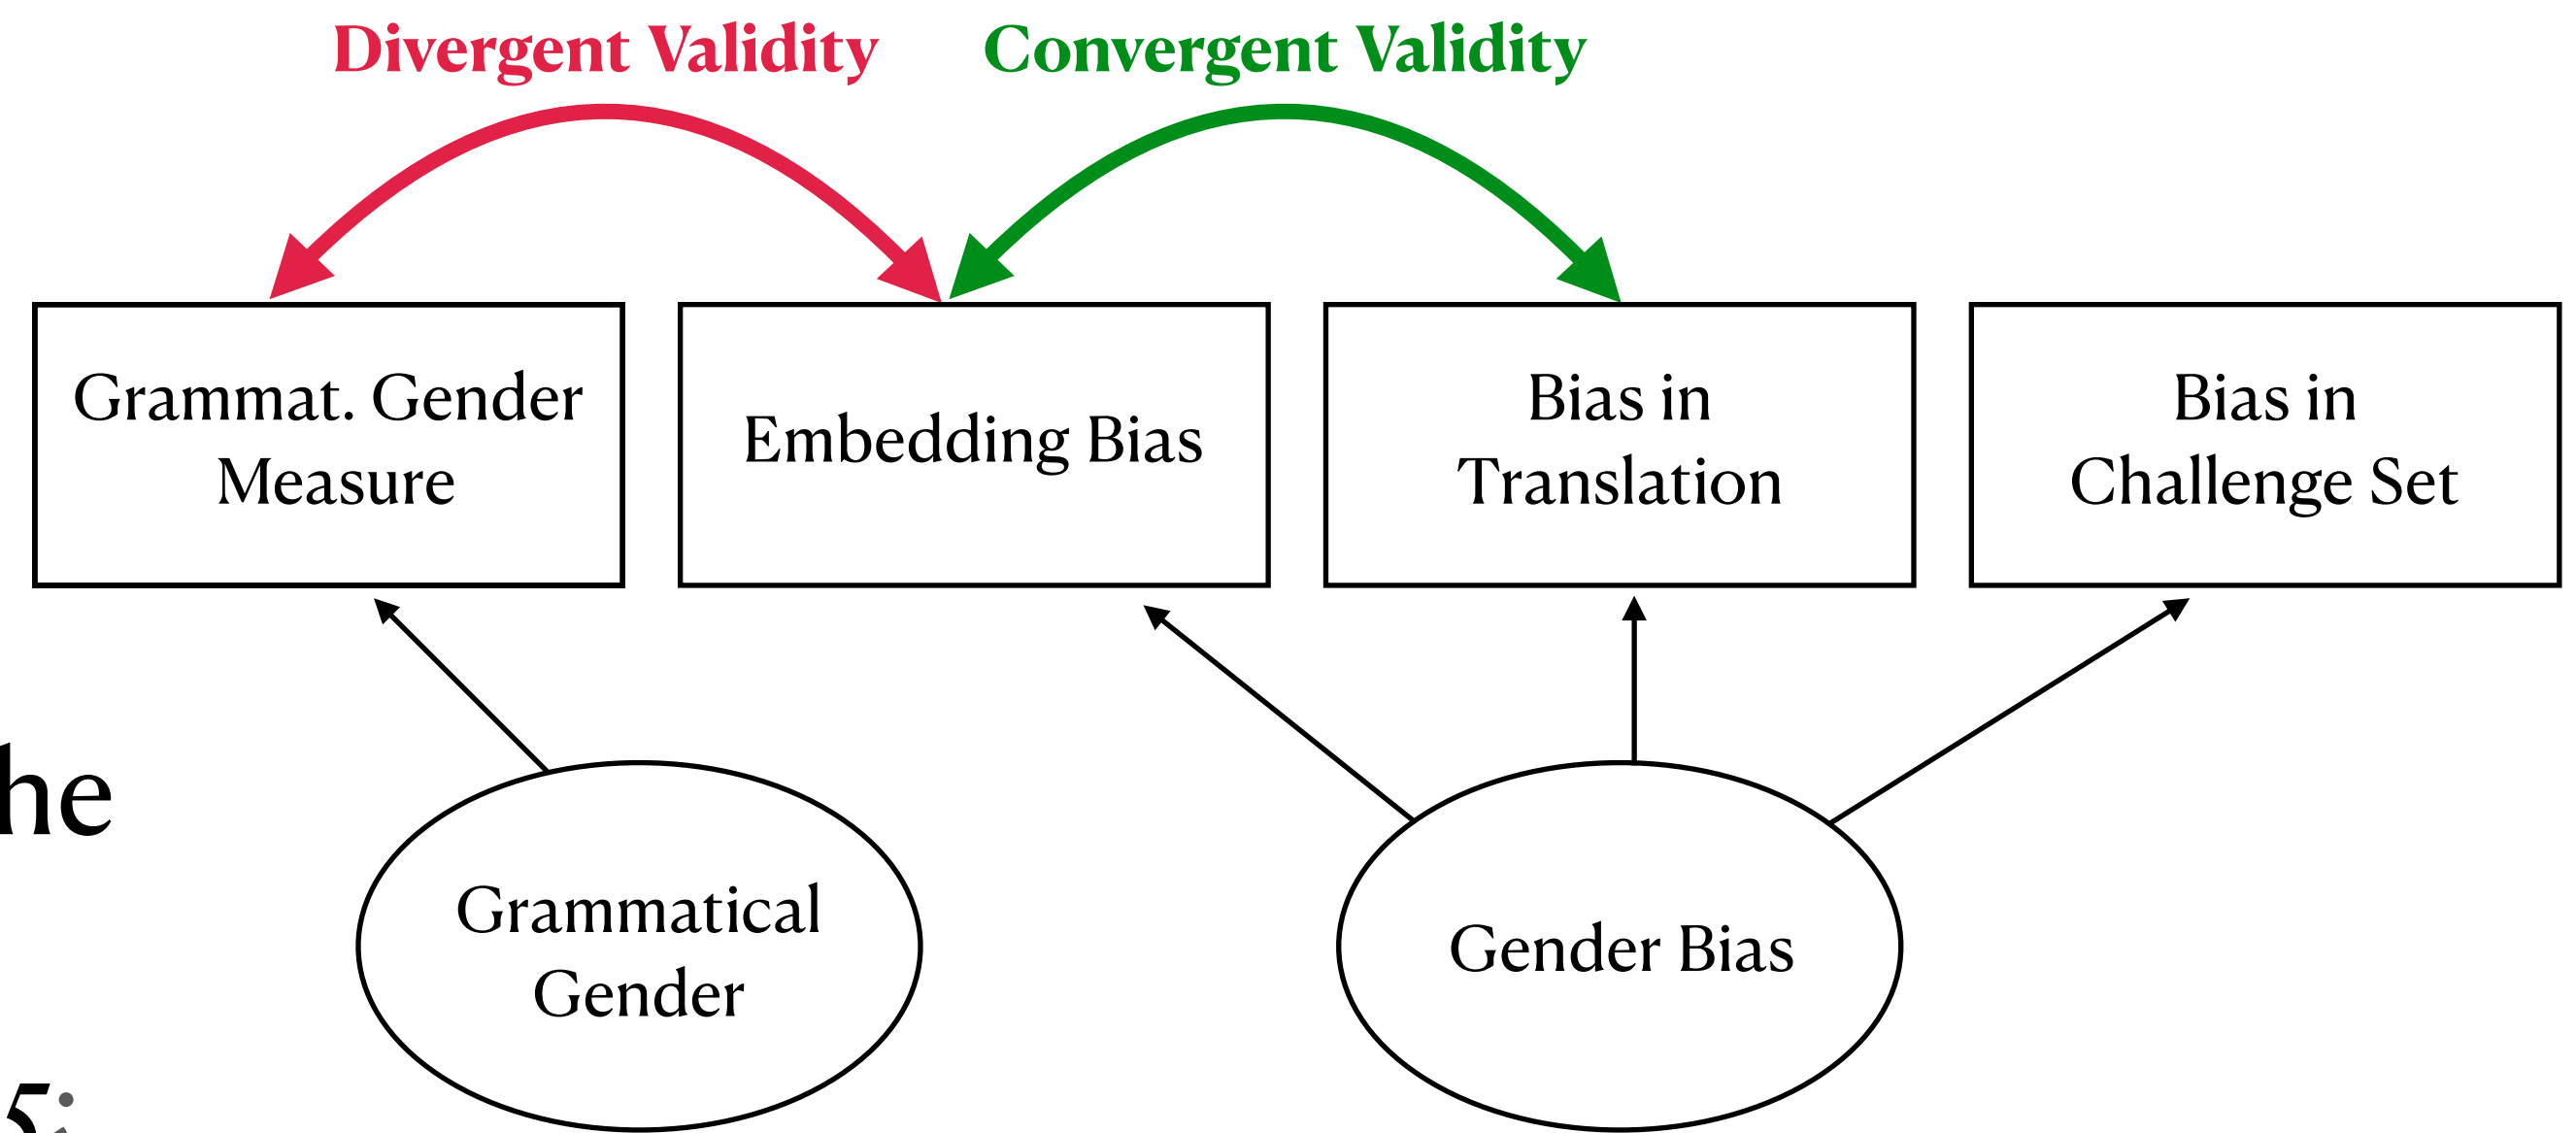 Divergent Validity
Convergent Validity
Grammat. Gender
Measure
Embedding Bias
Bias in
Translation
Bias in
Challenge Set
he
Grammatical
Gender
Gender Bias
5;